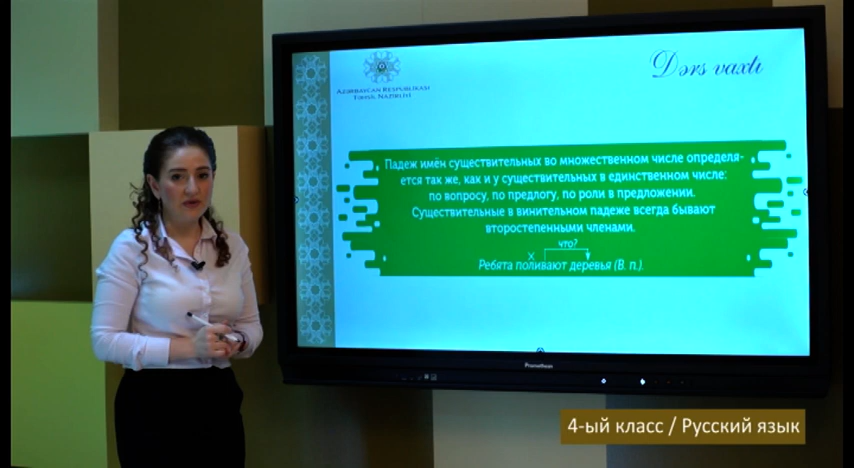 Dərs vaxtı
AZƏRBAYCAN RESPUBLİKASI
TƏHSİL NAZİRLİYİ
Падеж имён существительных во множественном числе определя-
ется так же, как и у существительных в единственном числе:
по вопросу, по предлогу, по роли в предложении.
Существительные в винительном падеже всегда бывают
второстепенными членами.
что?
х
Ребята поливают деревья (В. п.).
Promethean
4-ый класс / Русский язык